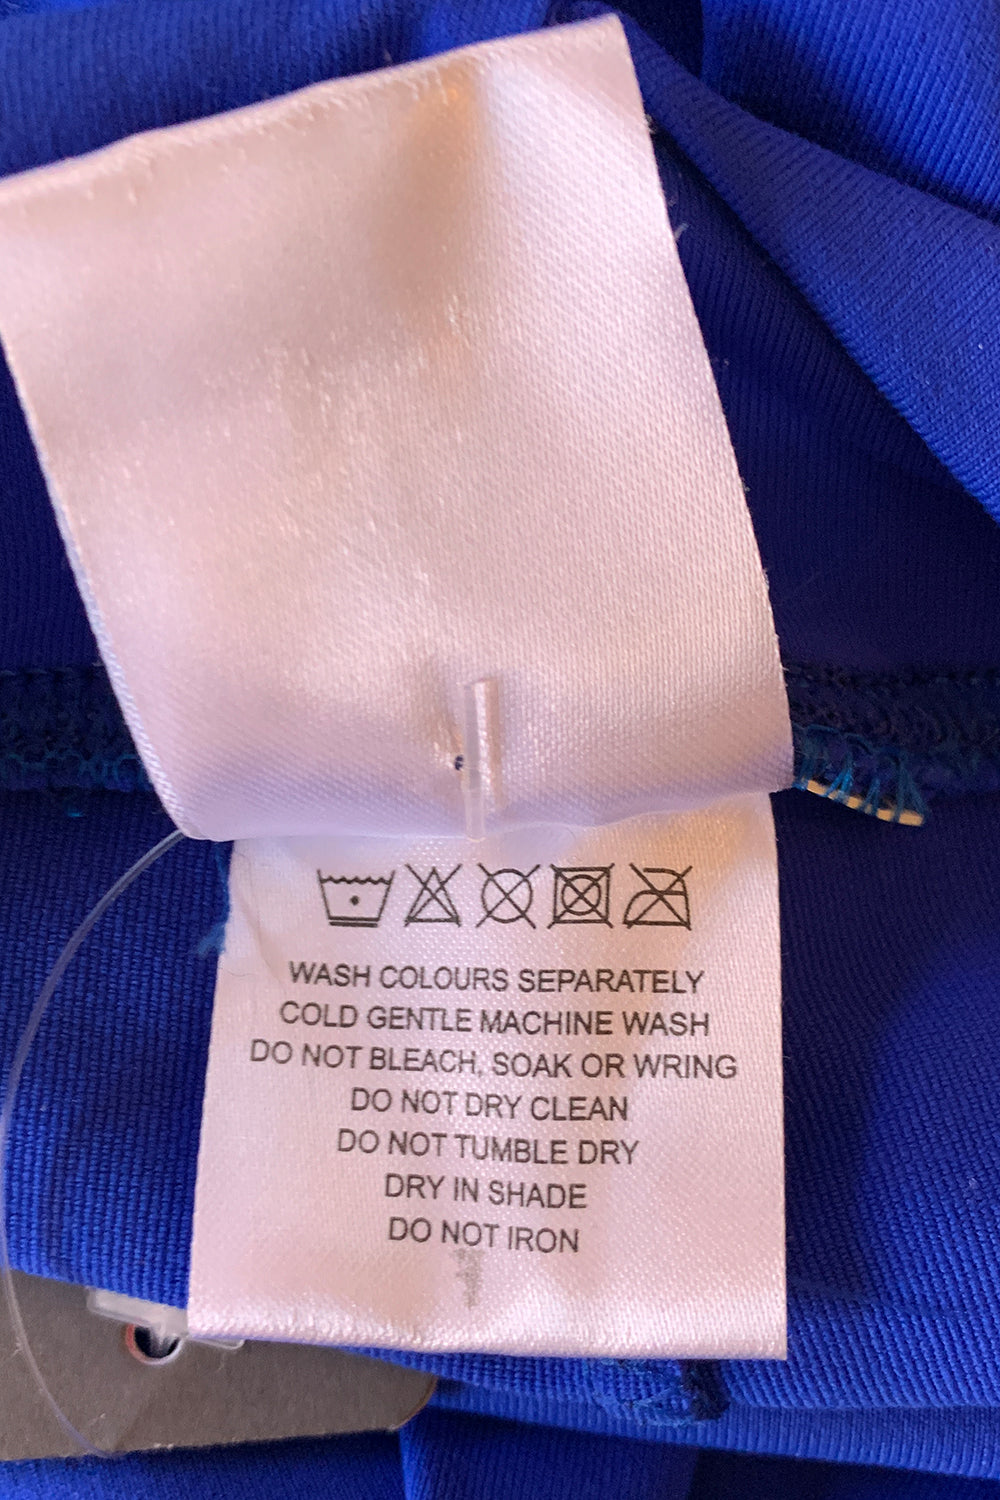 WASH COLOURS SEPARATELY
COLD GENTLE MACHINE WASH
DO NOT BLEACH, SOAK OR WRING
DO NOT DRY CLEAN
DO NOT TUMBLE DRY
DRY IN SHADE
DO NOT IRON